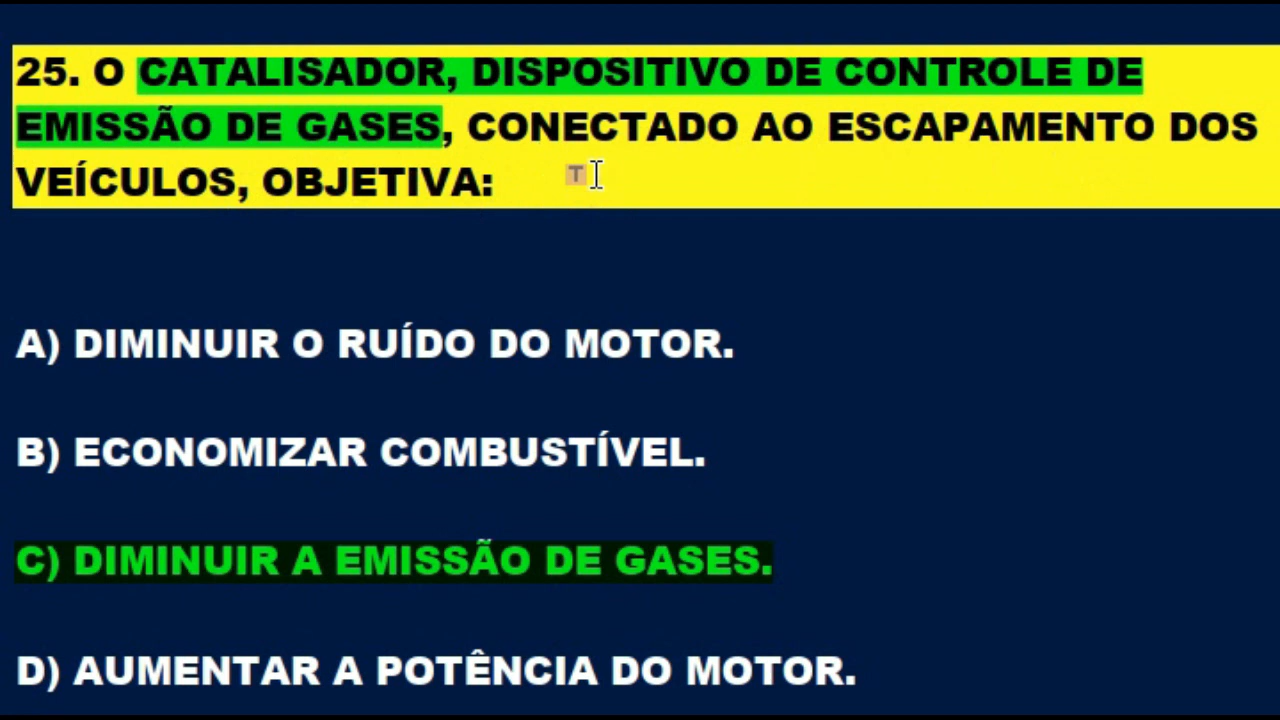 25. O CATALISADOR, DISPOSITIVO DE CONTROLE DE
EMISSÃO DE GASES, CONECTADO AO ESCAPAMENTO DOS
VEÍCULOS, OBJETIVA:
T
A) DIMINUIR O RUÍDO DO MOTOR.
B) ECONOMIZAR COMBUSTÍVEL.
C) DIMINUIR A EMISSÃO DE GASES.
D) AUMENTAR A POTÊNCIA DO MOTOR.